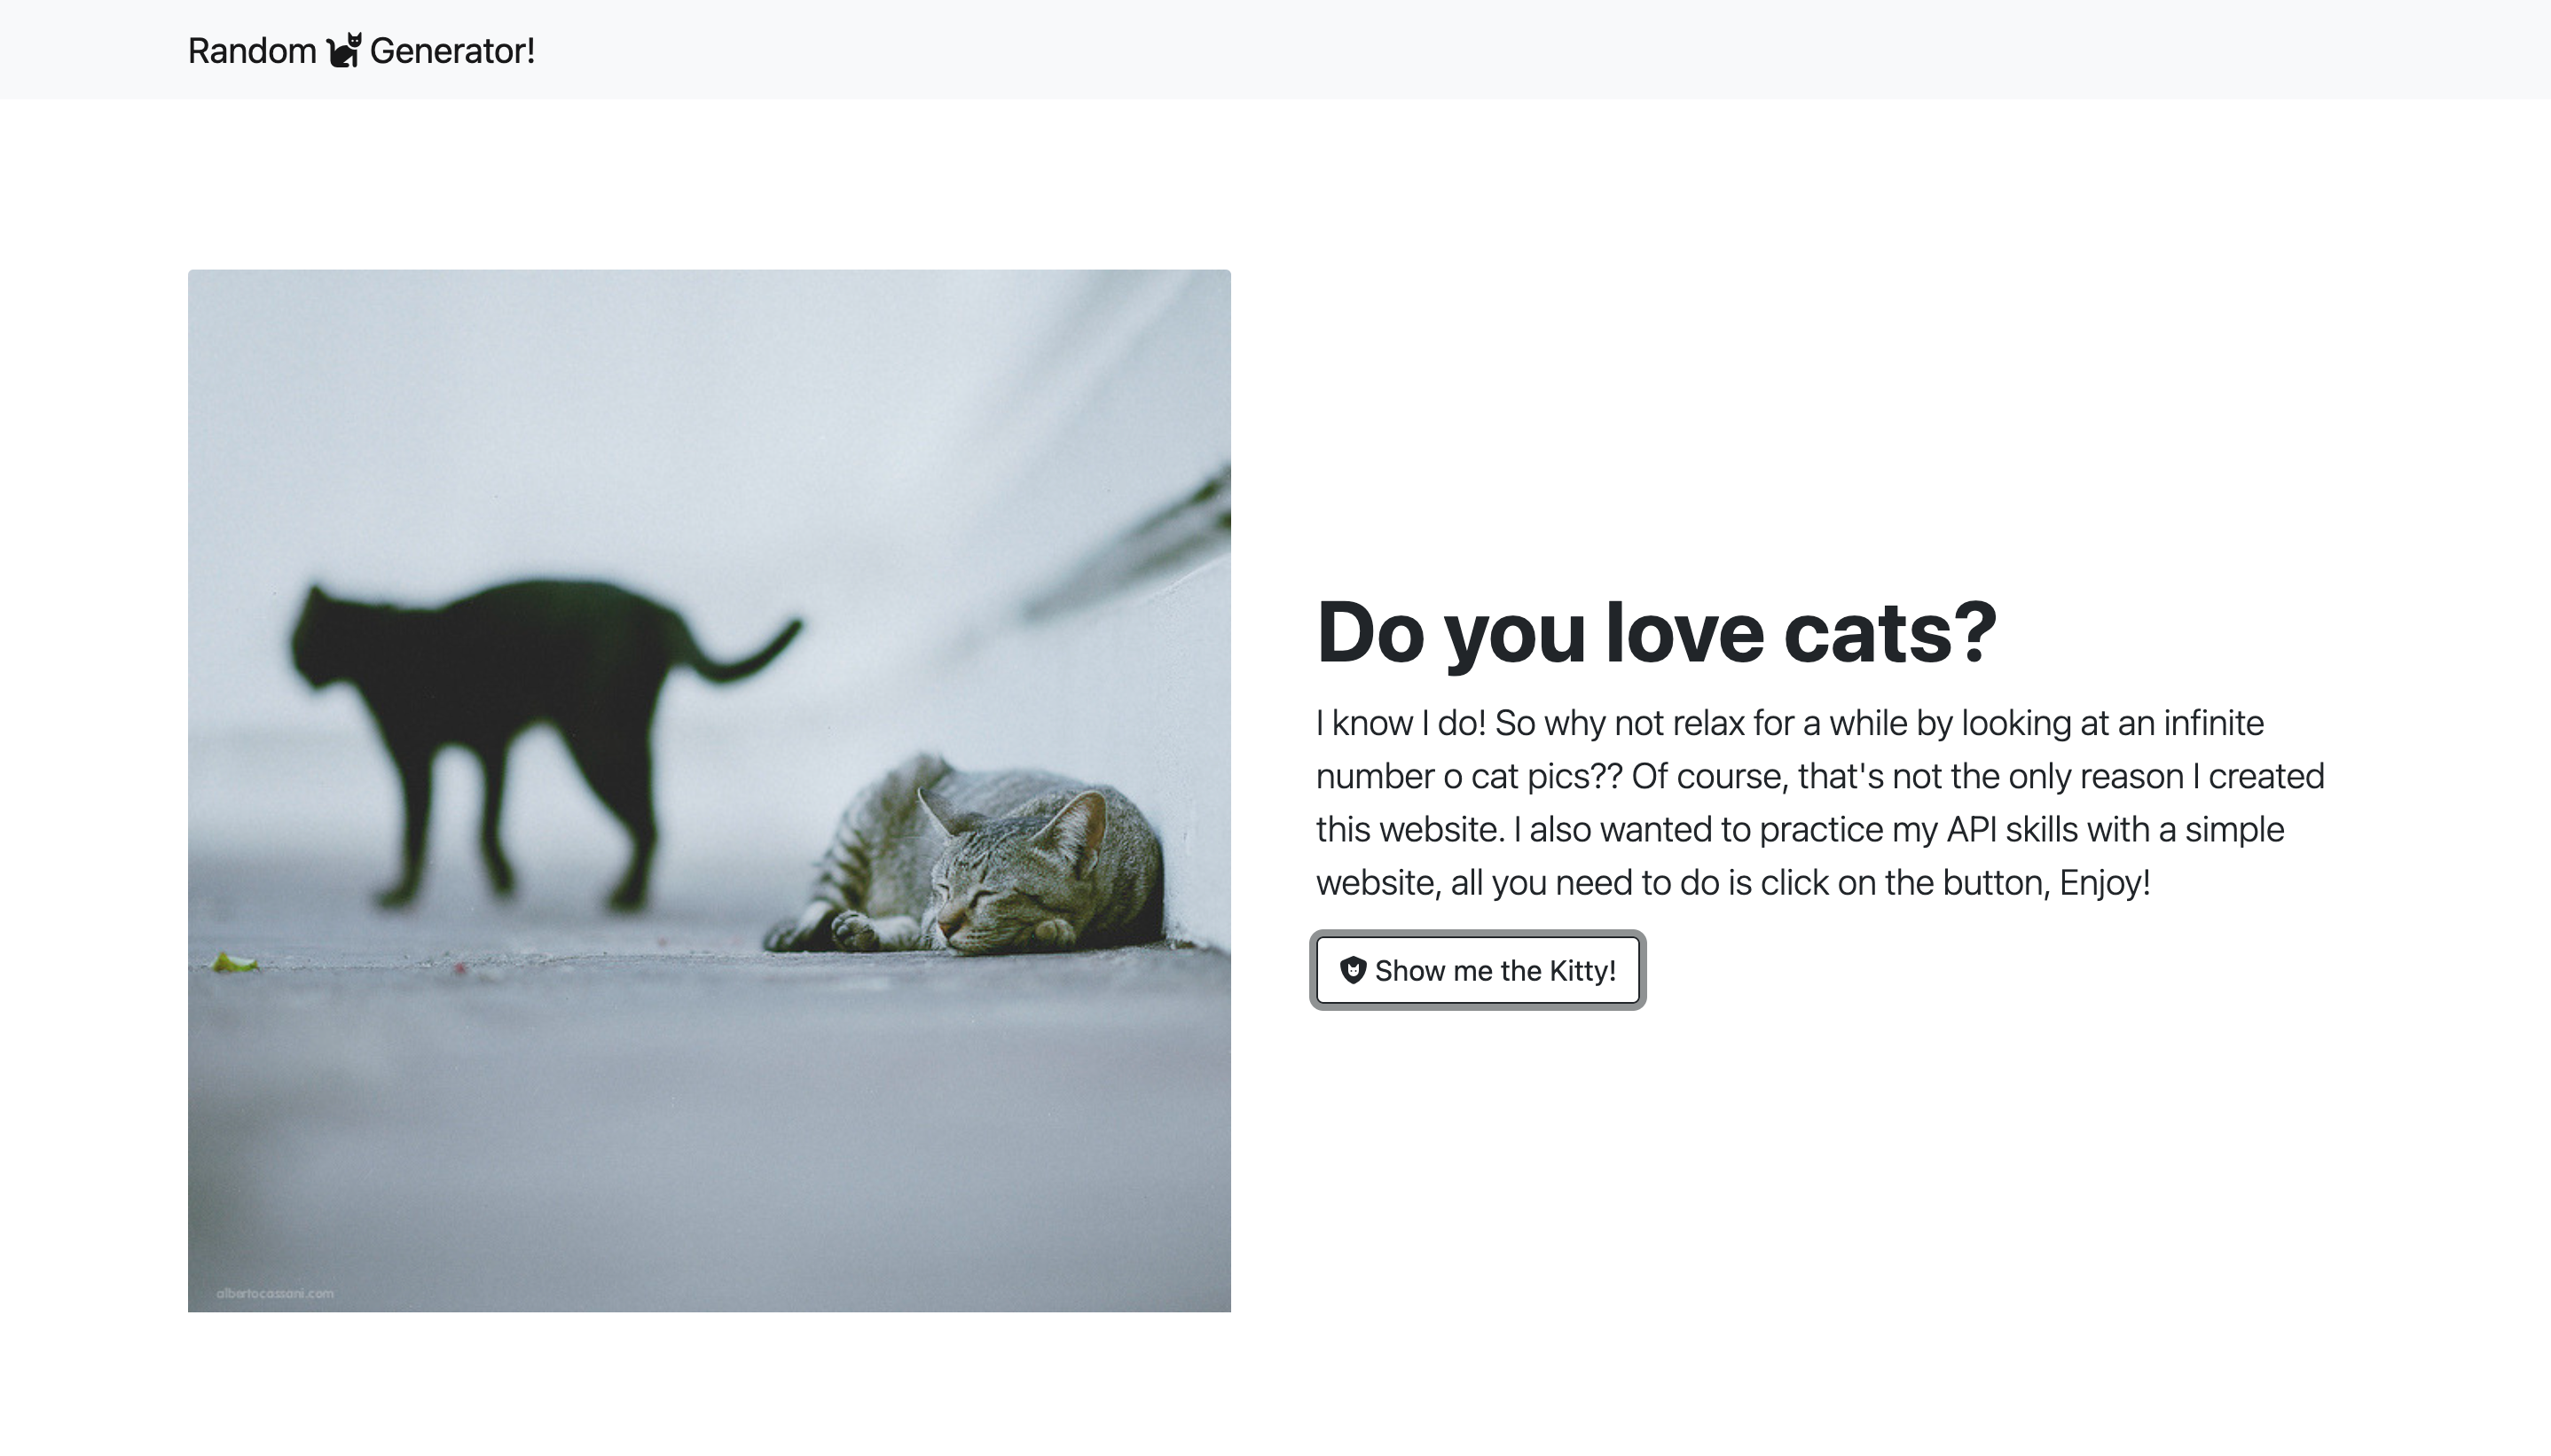 Random Generator!
Do you love cats?
I know I do! So why not relax for a while by looking at an infinite
number o cat pics?? Of course, that's not the only reason I created
this website. I also wanted to practice my API skills with a simple
website, all you need to do is click on the button, Enjoy!
Show me the Kitty!
albertocassani.com